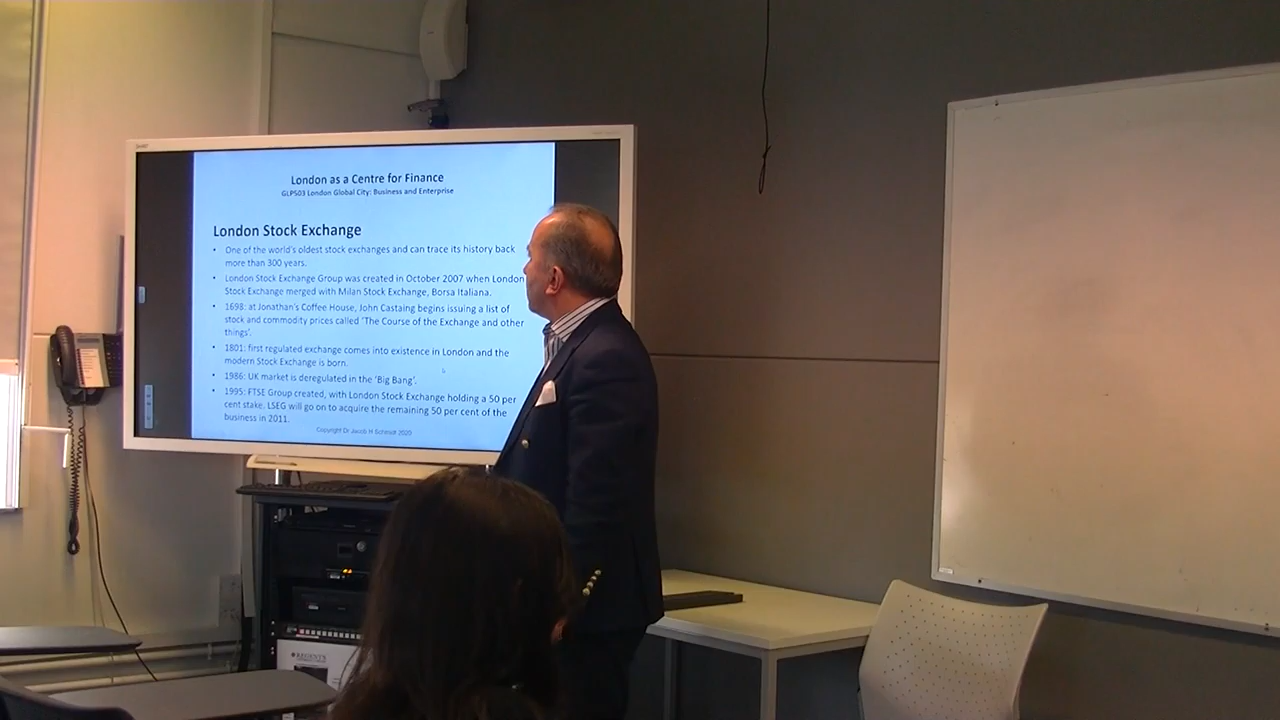 London as a Centre for Finance
GLP503 London Global City: Business and Enterprise
London Stock Exchange
• One of the world's oldest stock exchanges and can trace its history back
more than 300 years.
• London Stock Exchange Group was created in October 2007 when London
Stock Exchange merged with Milan Stock Exchange, Borsa Italiana.
• 1698: at Jonathan's Coffee House, John Castaing begins issuing a list of
stock and commodity prices called 'The Course of the Exchange and other
things'.
• 1801: first regulated exchange comes into existence in London and the
modern Stock Exchange is born.
• 1986: UK market is deregulated in the 'Big Bang'.
• 1995: FTSE Group created, with London Stock Exchange holding a 50 per
cent stake. LSEG will go on to acquire the remaining 50 per cent of the
business in 2011.
Copyright Dr Jacob H Schmidt 2020
REGENT'S